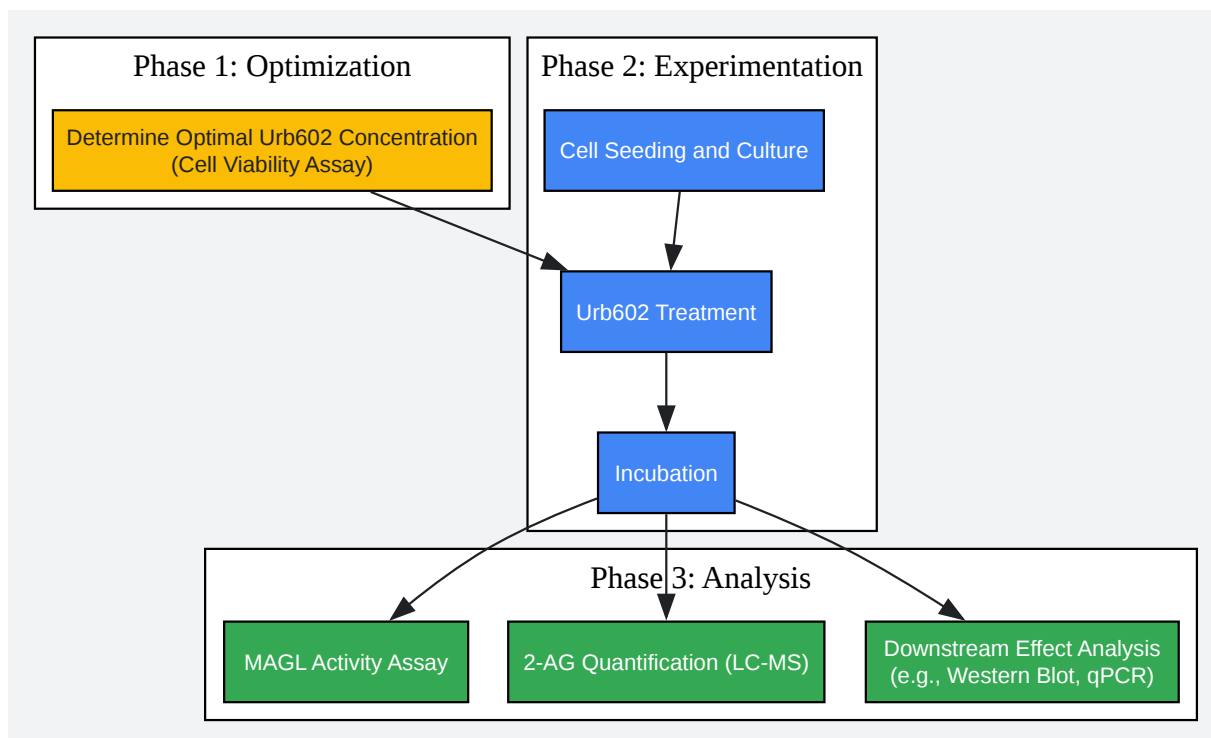 Phase 1: Optimization
Determine Optimal Urb602 Concentration
(Cell Viability Assay)
Phase 2: Experimentation
Cell Seeding and Culture
Urb602 Treatment
Incubation
Phase 3: Analysis
MAGL Activity Assay
2-AG Quantification (LC-MS)
Downstream Effect Analysis
(e.g., Western Blot, qPCR)